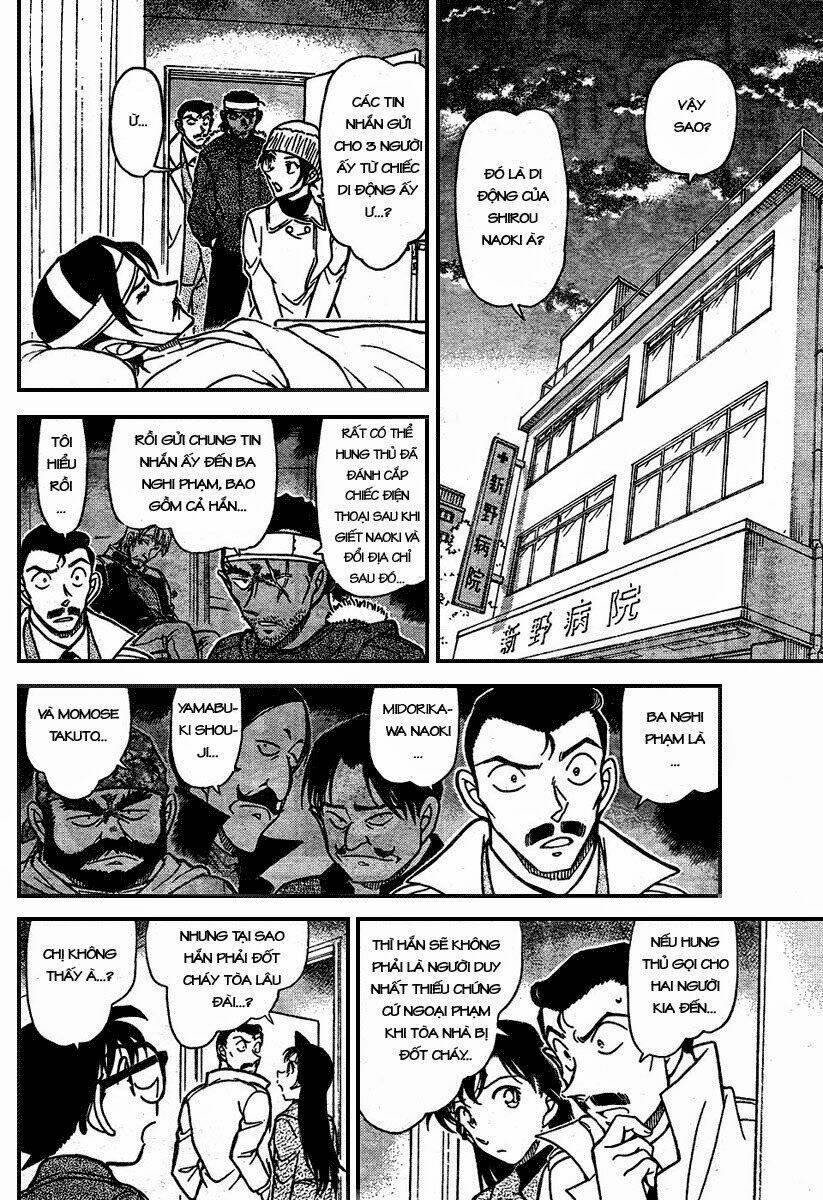 VẬY
SAO?
ĐÓ LÀ DI
ĐỘNG CỦA
SHIROU
NAOKI À?
新野病院
新野病院
CÁC TIN
NHẮN GỬI
CHO 3 NGƯỜI
ẤY TỪ CHIẾC
DI ĐỘNG ẤY
Ư...?
Ừ...
RẤT CÓ THỂ
HUNG THỦ ĐÃ
ĐÁNH CẮP
CHIẾC ĐIỆN
THOẠI SAU KHI
GIẾT NAOKI VÀ
ĐỔI ĐỊA CHỈ
SAU ĐÓ...
RỒI GỬI CHUNG TIN
NHẮN ẤY ĐẾN BA
NGHI PHẠM, BAO
GỒM CẢ HẮN...
TÔI
HIỂU
RỒI
...
BA NGHI
PHẠM LÀ
...
MIDORIKA-
WA NAOKI
...
YAMABU-
KI SHOU-
JI...
VÀ MOMOSE
TAKUTO...
NẾU HUNG
THỦ GỌI CHO
HAI NGƯỜI
KIA ĐẾN...
THÌ HẮN SẼ KHÔNG
PHẢI LÀ NGƯỜI DUY
NHẤT THIẾU CHỨNG
CỨ NGOẠI PHẠM
KHI TÒA NHÀ BỊ
ĐỐT CHÁY...
NHƯNG TẠI SAO
HẮN PHẢI ĐỐT
CHÁY TÒA LÂU
ĐÀI...?
CHỊ KHÔNG
THẤY À...?